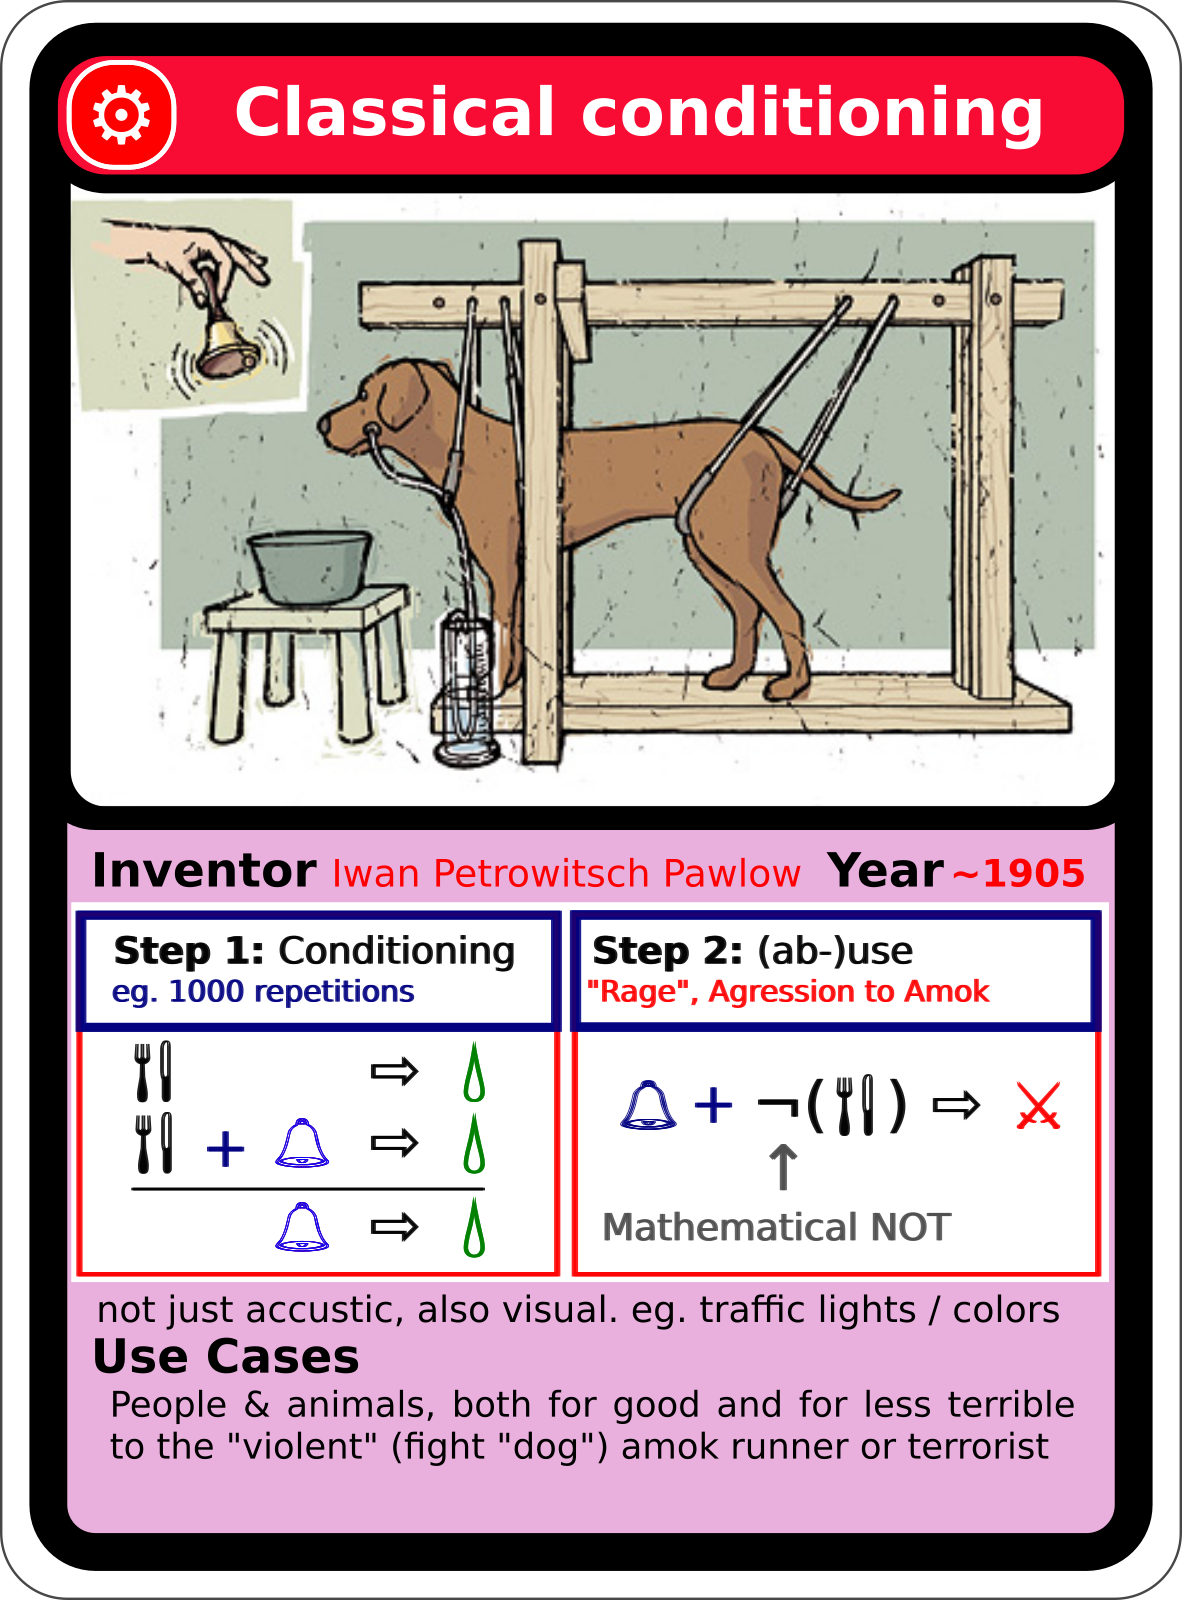 Classical conditioning
Inventor Iwan Petrowitsch Pawlow Year ~1905
Step 1: Conditioning
eg. 1000 repetitions
Step 2: (ab-)use
"Rage", Agression to Amok
+
+ ¬( )
Mathematical NOT
not just accustic, also visual. eg. traffic lights / colors
Use Cases
People & animals, both for good and for less terrible
to the "violent" (fight "dog") amok runner or terrorist